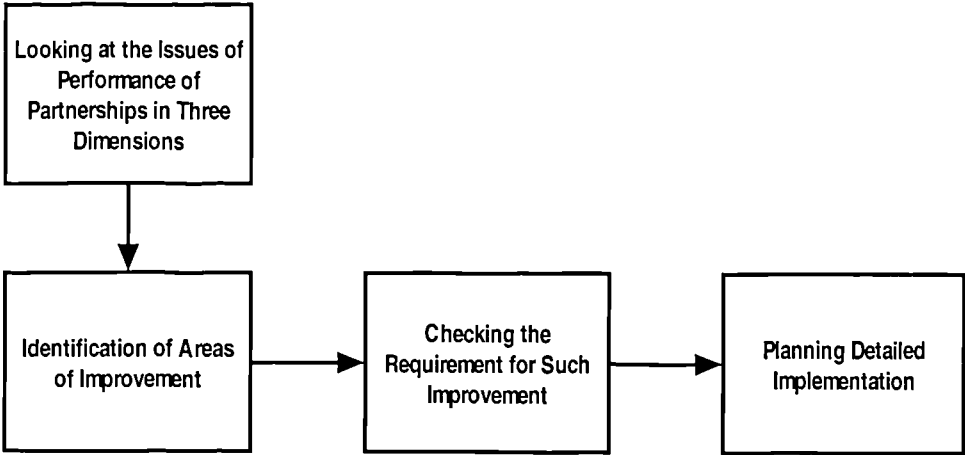 Looking at the Issues of
Performance of
Partnerships in Three
Dimensions
Identification of Areas
of Improvement
Checking the
Requirement for Such
Improvement
Planning Detailed
Implementation